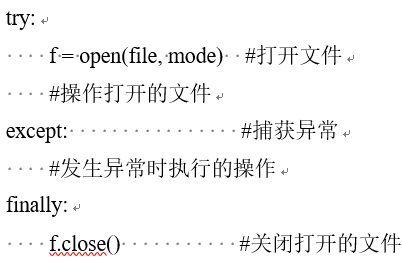 try:
    f = open(file, mode)  #打开文件
    #操作打开的文件
except:                #捕获异常
    #发生异常时执行的操作
finally:
    f.close()           #关闭打开的文件